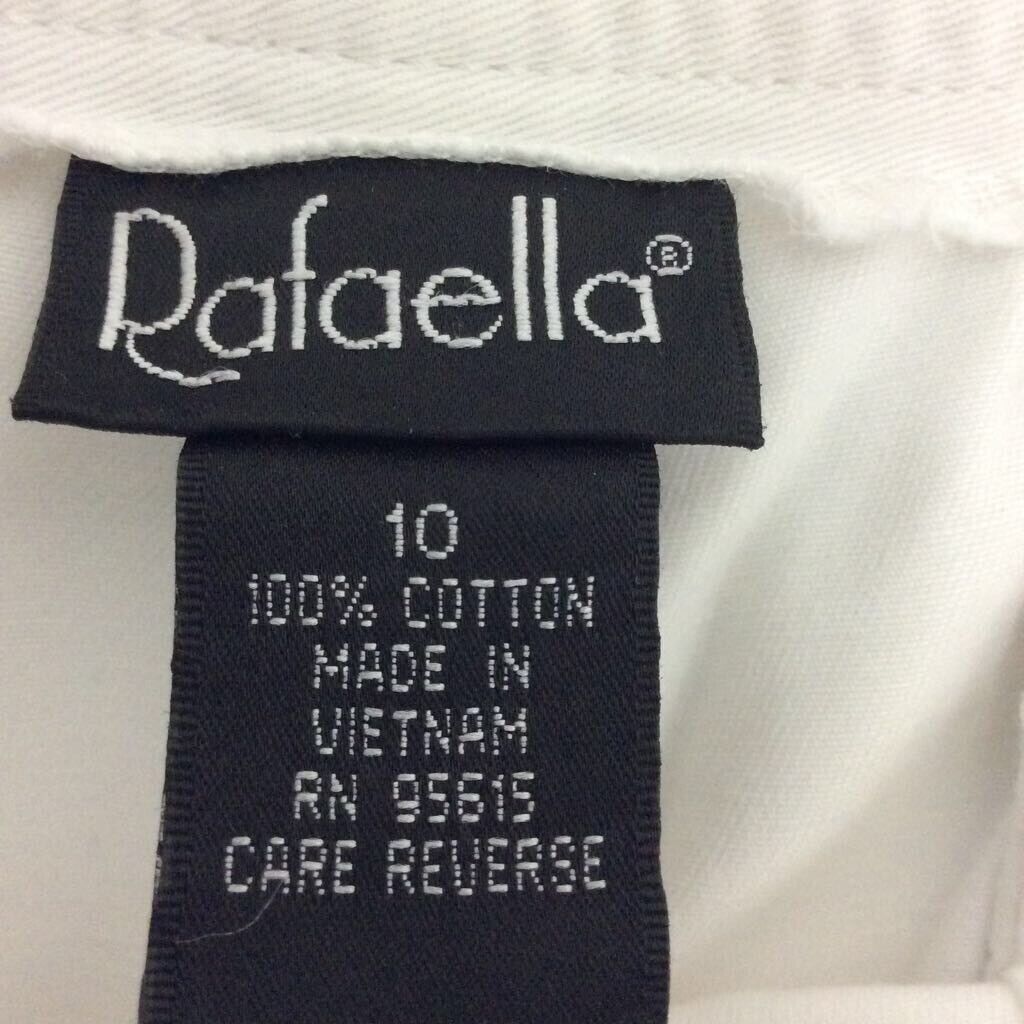 Rafaella®
10
100% COTTON
MADE IN
VIETNAM
RN 95615
CARE REVERSE